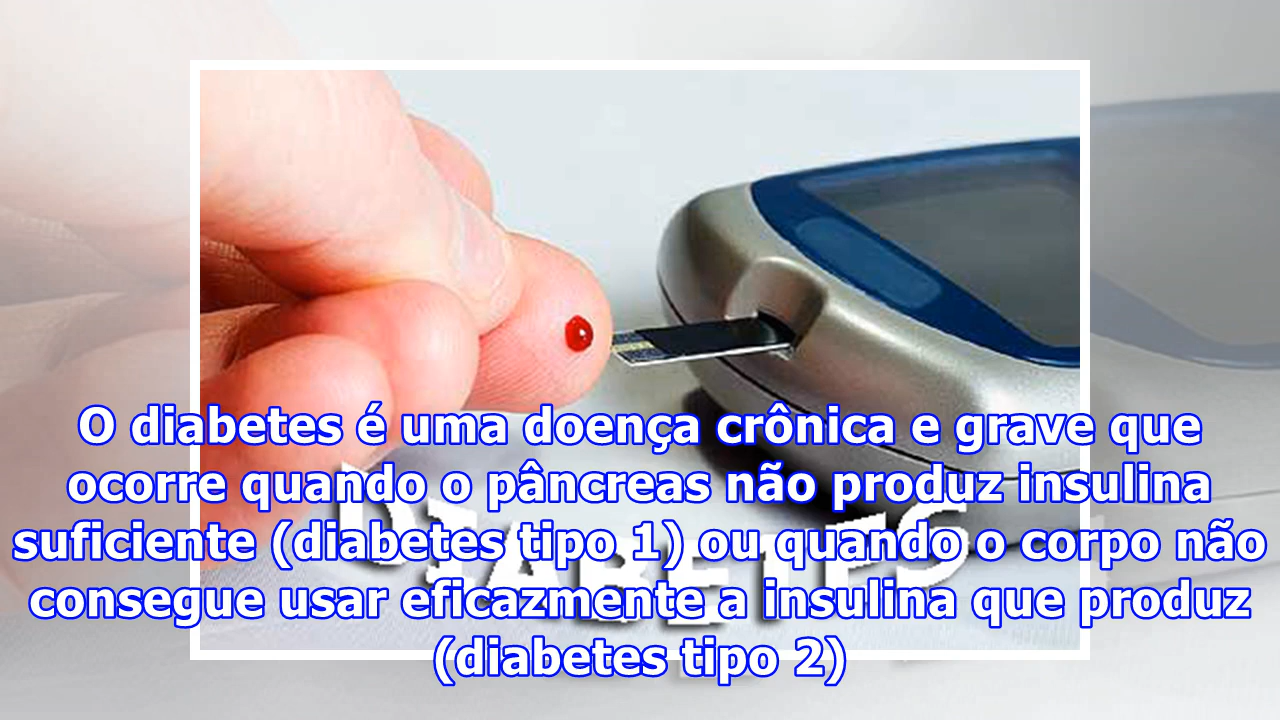 O diabetes é uma doença crônica e grave que
ocorre quando o pâncreas não produz insulina
suficiente (diabetes tipo 1) ou quando o corpo não
consegue usar eficazmente a insulina que produz
(diabetes tipo 2)
DIABETES